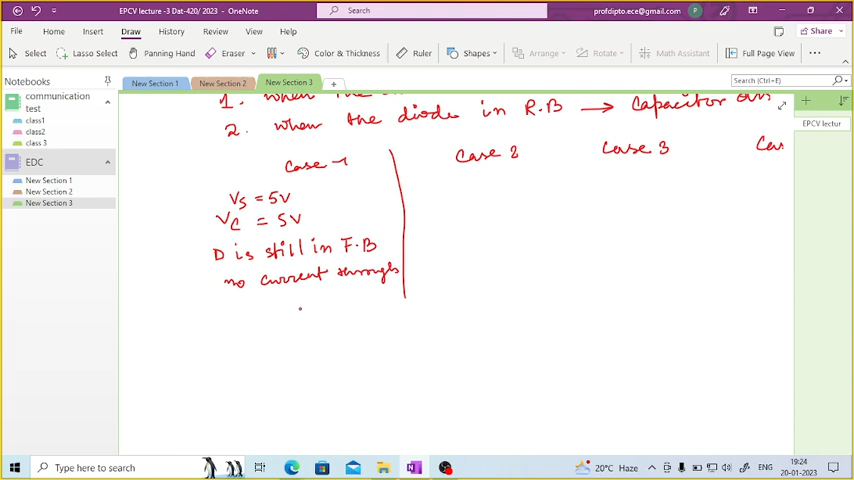 EPCV lecture -3 Dat-420/ 2023 - OneNote
Search
profdipto.ece@gmail.com
P
File
Home
Insert
Draw
History
Review
View
Help
Share
Select
Lasso Select
Panning Hand
Eraser
Color & Thickness
Ruler
Shapes
Arrange
Rotate
Math Assistant
Full Page View
Notebooks
New Section 1
New Section 2
New Section 3
+
Search (Ctrl+E)
communication
test
class1
class2
class 3
EDC
New Section 1
New Section 2
New Section 3
EPCV lectur
1. when the
2. when the diode in R.B → Capacitor
Case -1
Case 2
Case 3
VS = 5V
VC = 5V
D is still in F.B
no current through
Type here to search
20°C Haze
ENG
19:24
20-01-2023